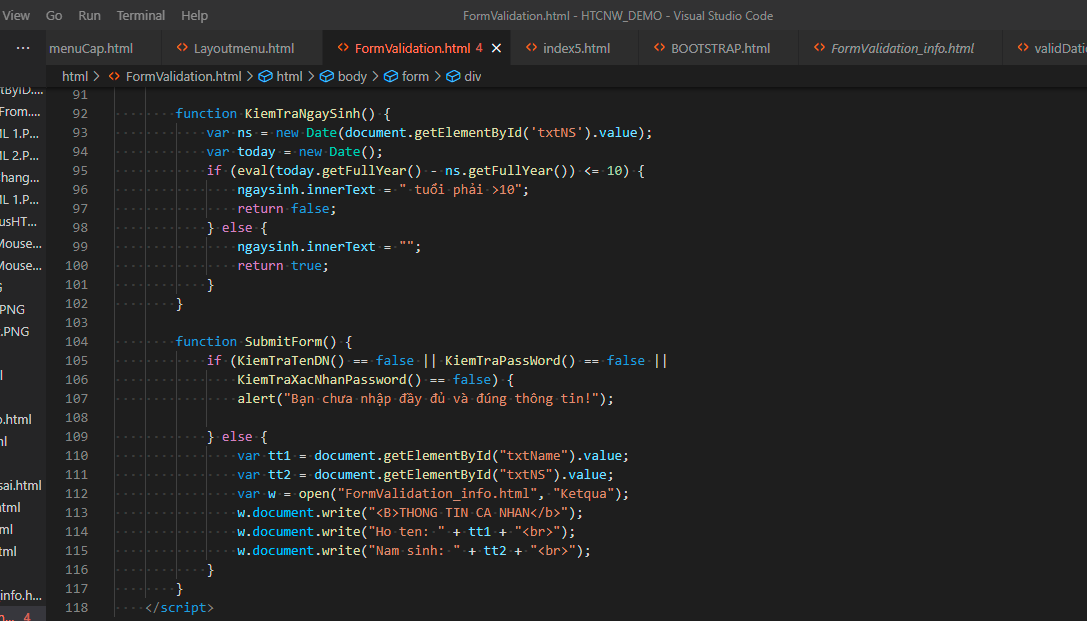 View Go Run Terminal Help FormValidation.html - HTCNW_DEMO - Visual Studio Code
··· menuCap.html <> Layoutmenu.html <> FormValidation.html 4 × <> index5.html <> BOOTSTRAP.html <> FormValidation_info.html <> validDati
html > <> FormValidation.html > html > body > form > div
91
92 function KiemTraNgaySinh() {
93 var ns = new Date(document.getElementById('txtNS').value);
94 var today = new Date();
95 if (eval(today.getFullYear() - ns.getFullYear()) <= 10) {
96 ngaysinh.innerText = " tuổi phải >10";
97 return false;
98 } else {
99 ngaysinh.innerText = "";
100 return true;
101 }
102 }
103
104 function SubmitForm() {
105 if (KiemTraTenDN() == false || KiemTraPassWord() == false ||
106 KiemTraXacNhanPassword() == false) {
107 alert("Bạn chưa nhập đầy đủ và đúng thông tin!");
108
109 } else {
110 var tt1 = document.getElementById("txtName").value;
111 var tt2 = document.getElementById("txtNS").value;
112 var w = open("FormValidation_info.html", "Ketqua");
113 w.document.write("<B>THONG TIN CA NHAN</b>");
114 w.document.write("Ho ten: " + tt1 + "<br>");
115 w.document.write("Nam sinh: " + tt2 + "<br>");
116 }
117 }
118 </script>
From....
ML 1.P...
ML 2.P...
hang...
ML 1.P...
usHT...
Mouse...
Mouse...
PNG
.PNG
o.html
sai.html
html
info.h...
4